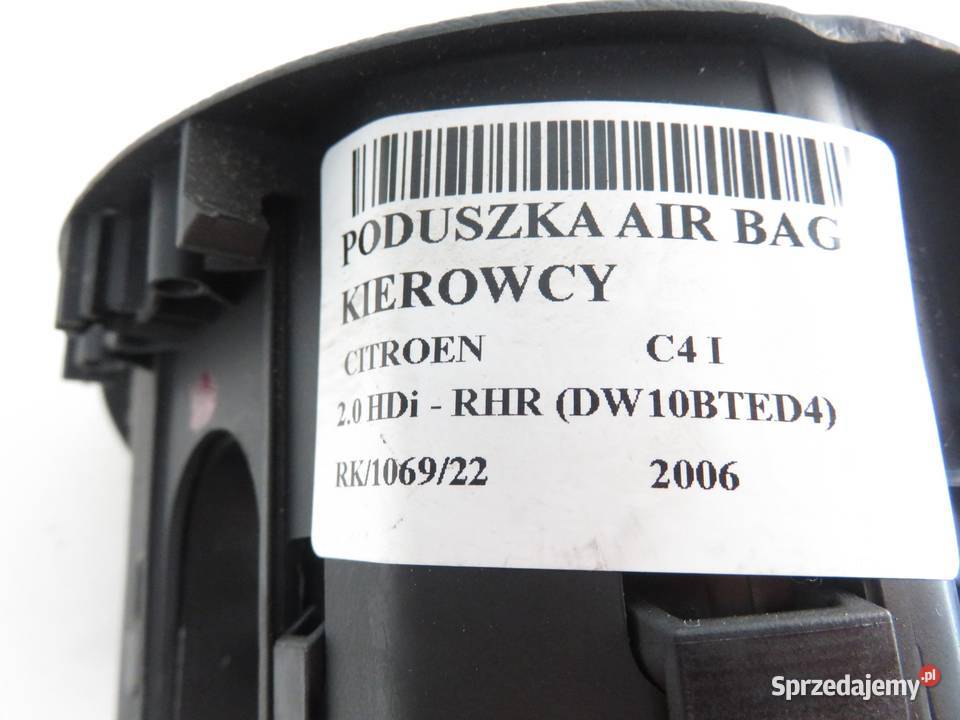 PODUSZKA AIR BAG
KIEROWCY
CITROEN C4 I
2.0 HDi - RHR (DW10BTED4)
RK/1069/22 2006
Sprzedajemy.pl